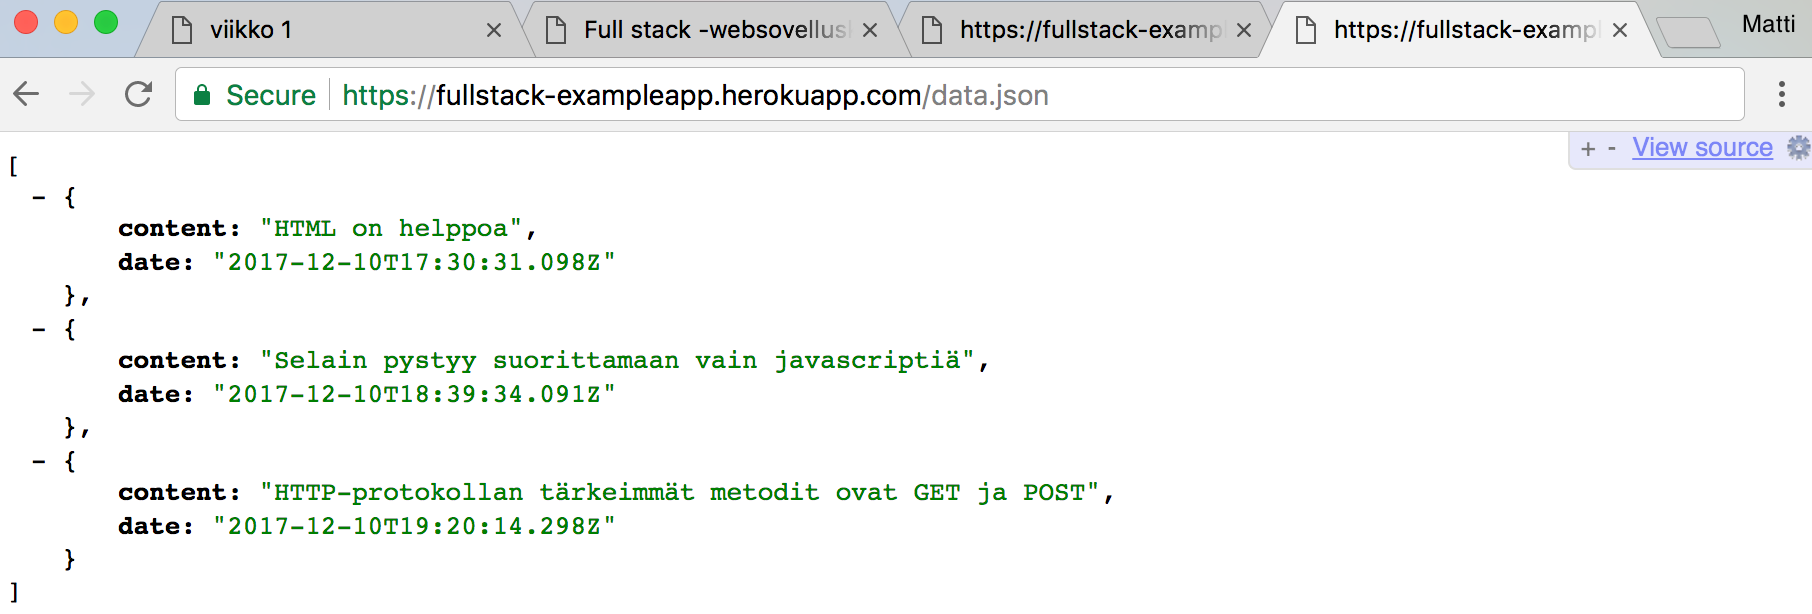 viikko 1
Full stack -websovellus
https://fullstack-exampl
https://fullstack-exampl
Matti
Secure https://fullstack-exampleapp.herokuapp.com/data.json
+ - View source
[
- {
content: "HTML on helppoa",
date: "2017-12-10T17:30:31.098Z"
},
- {
content: "Selain pystyy suorittamaan vain javascriptiä",
date: "2017-12-10T18:39:34.091Z"
},
- {
content: "HTTP-protokollan tärkeimmät metodit ovat GET ja POST",
date: "2017-12-10T19:20:14.298Z"
}
]